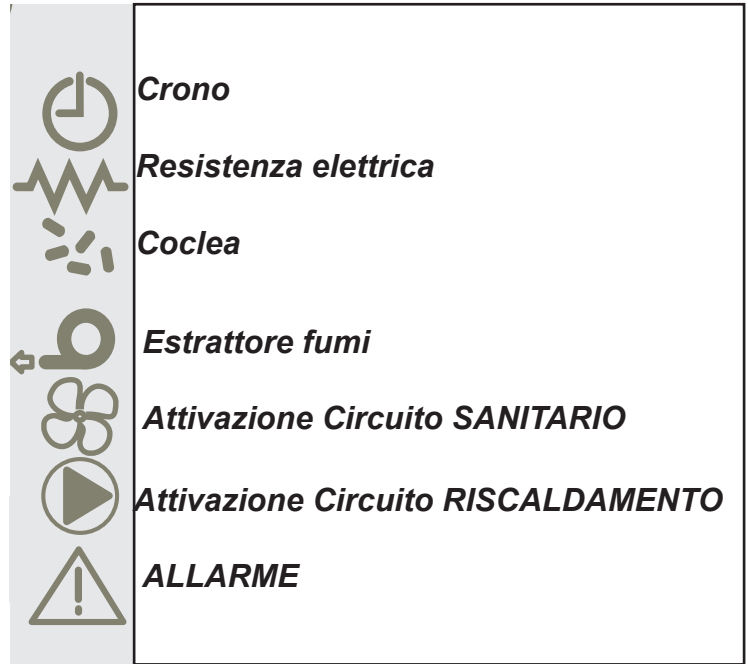 Crono
Resistenza elettrica
Coclea
Estrattore fumi
Attivazione Circuito SANITARIO
Attivazione Circuito RISCALDAMENTO
ALLARME